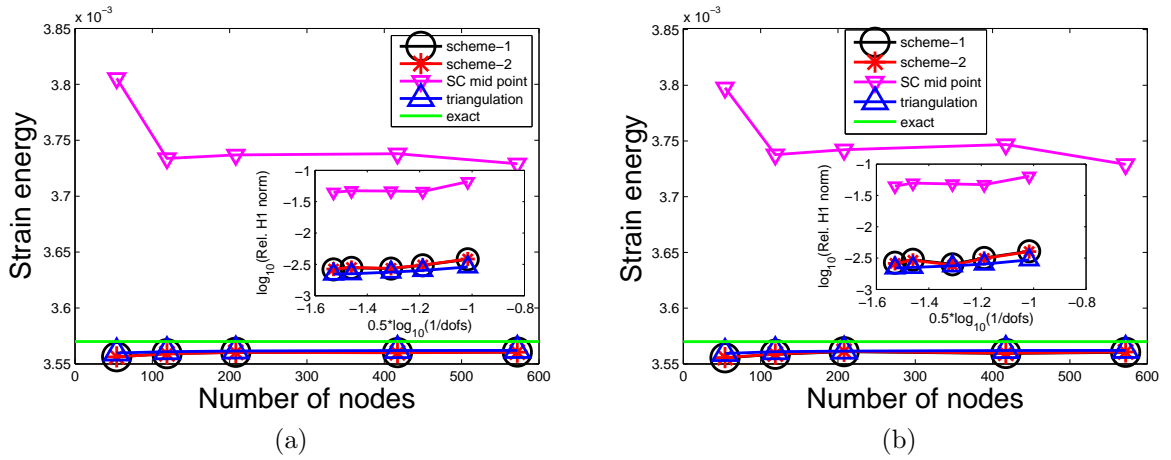 x 10⁻³
3.85
3.8
3.75
3.7
3.65
3.6
3.55
Strain energy
scheme−1
scheme−2
SC mid point
triangulation
exact
−1
−1.5
−2
−2.5
−3
log₁₀(Rel. H1 norm)
−1.6 −1.4 −1.2 −1 −0.8
0.5*log₁₀(1/dofs)
0 100 200 300 400 500 600
Number of nodes
(a)
x 10⁻³
3.85
3.8
3.75
3.7
3.65
3.6
3.55
Strain energy
scheme−1
scheme−2
SC mid point
triangulation
exact
−1
−1.5
−2
−2.5
−3
log₁₀(Rel. H1 norm)
−1.6 −1.4 −1.2 −1 −0.8
0.5*log₁₀(1/dofs)
0 100 200 300 400 500 600
Number of nodes
(b)